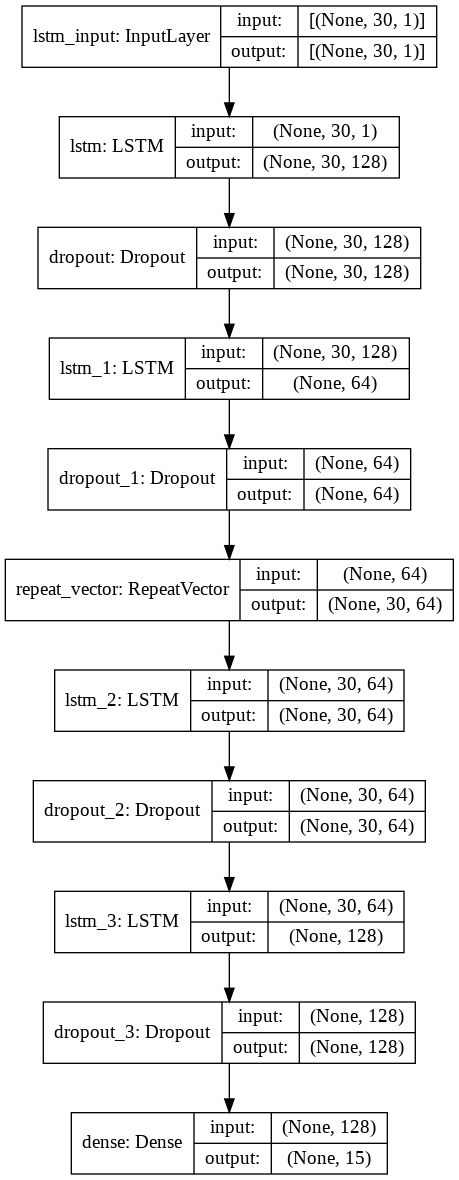 lstm_input: InputLayer
input: [(None, 30, 1)]
output: [(None, 30, 1)]
lstm: LSTM
input: (None, 30, 1)
output: (None, 30, 128)
dropout: Dropout
input: (None, 30, 128)
output: (None, 30, 128)
lstm_1: LSTM
input: (None, 30, 128)
output: (None, 64)
dropout_1: Dropout
input: (None, 64)
output: (None, 64)
repeat_vector: RepeatVector
input: (None, 64)
output: (None, 30, 64)
lstm_2: LSTM
input: (None, 30, 64)
output: (None, 30, 64)
dropout_2: Dropout
input: (None, 30, 64)
output: (None, 30, 64)
lstm_3: LSTM
input: (None, 30, 64)
output: (None, 128)
dropout_3: Dropout
input: (None, 128)
output: (None, 128)
dense: Dense
input: (None, 128)
output: (None, 15)